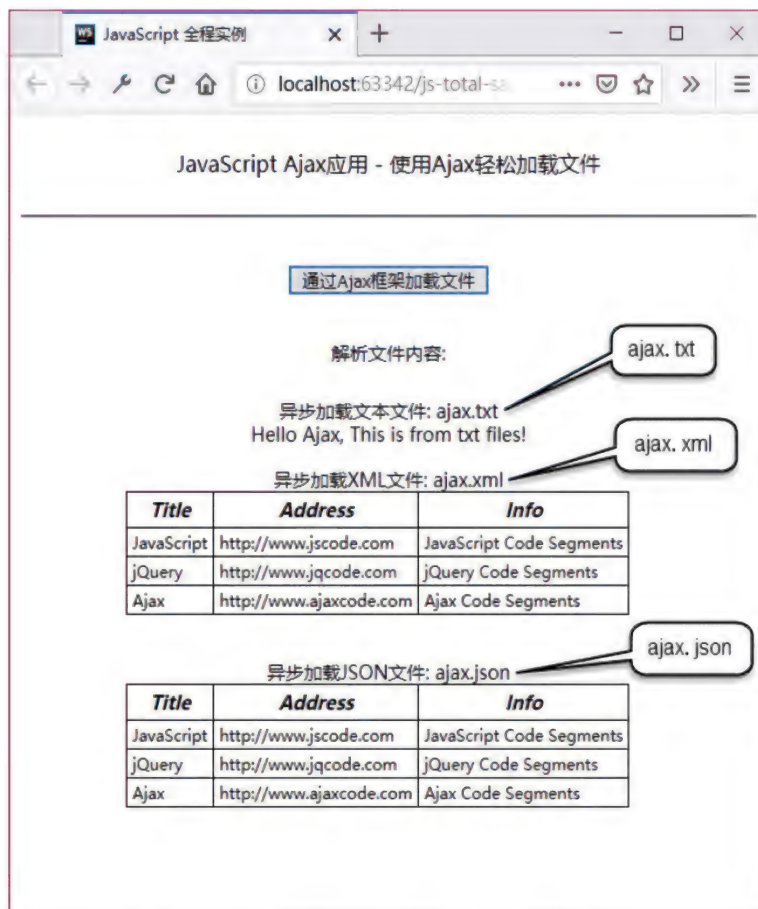 WS JavaScript 全程实例
localhost:63342/js-total-sa
JavaScript Ajax应用 - 使用Ajax轻松加载文件
通过Ajax框架加载文件
解析文件内容:
ajax. txt
异步加载文本文件: ajax.txt
Hello Ajax, This is from txt files!
ajax. xml
异步加载XML文件: ajax.xml
Title Address Info
JavaScript http://www.jscode.com JavaScript Code Segments
jQuery http://www.jqcode.com jQuery Code Segments
Ajax http://www.ajaxcode.com Ajax Code Segments
ajax. json
异步加载JSON文件: ajax.json
Title Address Info
JavaScript http://www.jscode.com JavaScript Code Segments
jQuery http://www.jqcode.com jQuery Code Segments
Ajax http://www.ajaxcode.com Ajax Code Segments